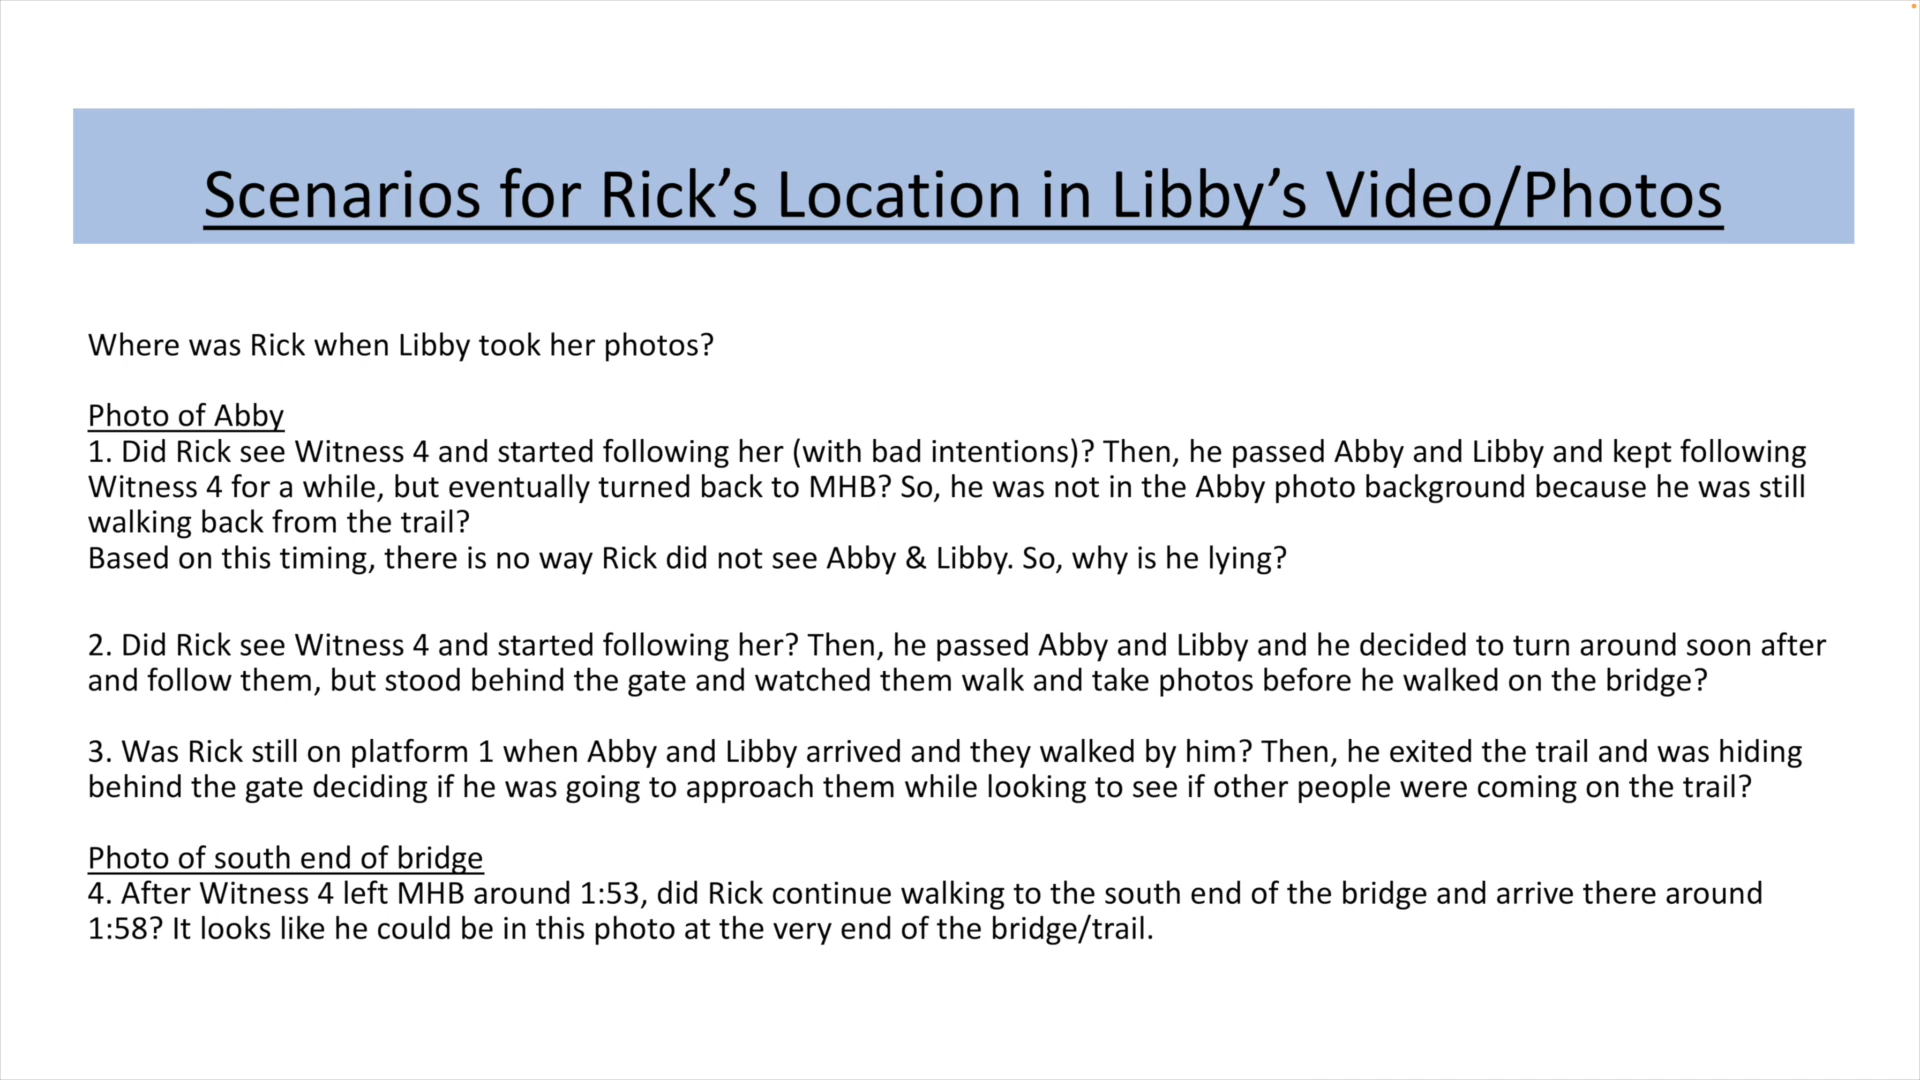 Scenarios for Rick’s Location in Libby’s Video/Photos
Where was Rick when Libby took her photos?
Photo of Abby
1. Did Rick see Witness 4 and started following her (with bad intentions)? Then, he passed Abby and Libby and kept following
Witness 4 for a while, but eventually turned back to MHB? So, he was not in the Abby photo background because he was still
walking back from the trail?
Based on this timing, there is no way Rick did not see Abby & Libby. So, why is he lying?
2. Did Rick see Witness 4 and started following her? Then, he passed Abby and Libby and he decided to turn around soon after
and follow them, but stood behind the gate and watched them walk and take photos before he walked on the bridge?
3. Was Rick still on platform 1 when Abby and Libby arrived and they walked by him? Then, he exited the trail and was hiding
behind the gate deciding if he was going to approach them while looking to see if other people were coming on the trail?
Photo of south end of bridge
4. After Witness 4 left MHB around 1:53, did Rick continue walking to the south end of the bridge and arrive there around
1:58? It looks like he could be in this photo at the very end of the bridge/trail.